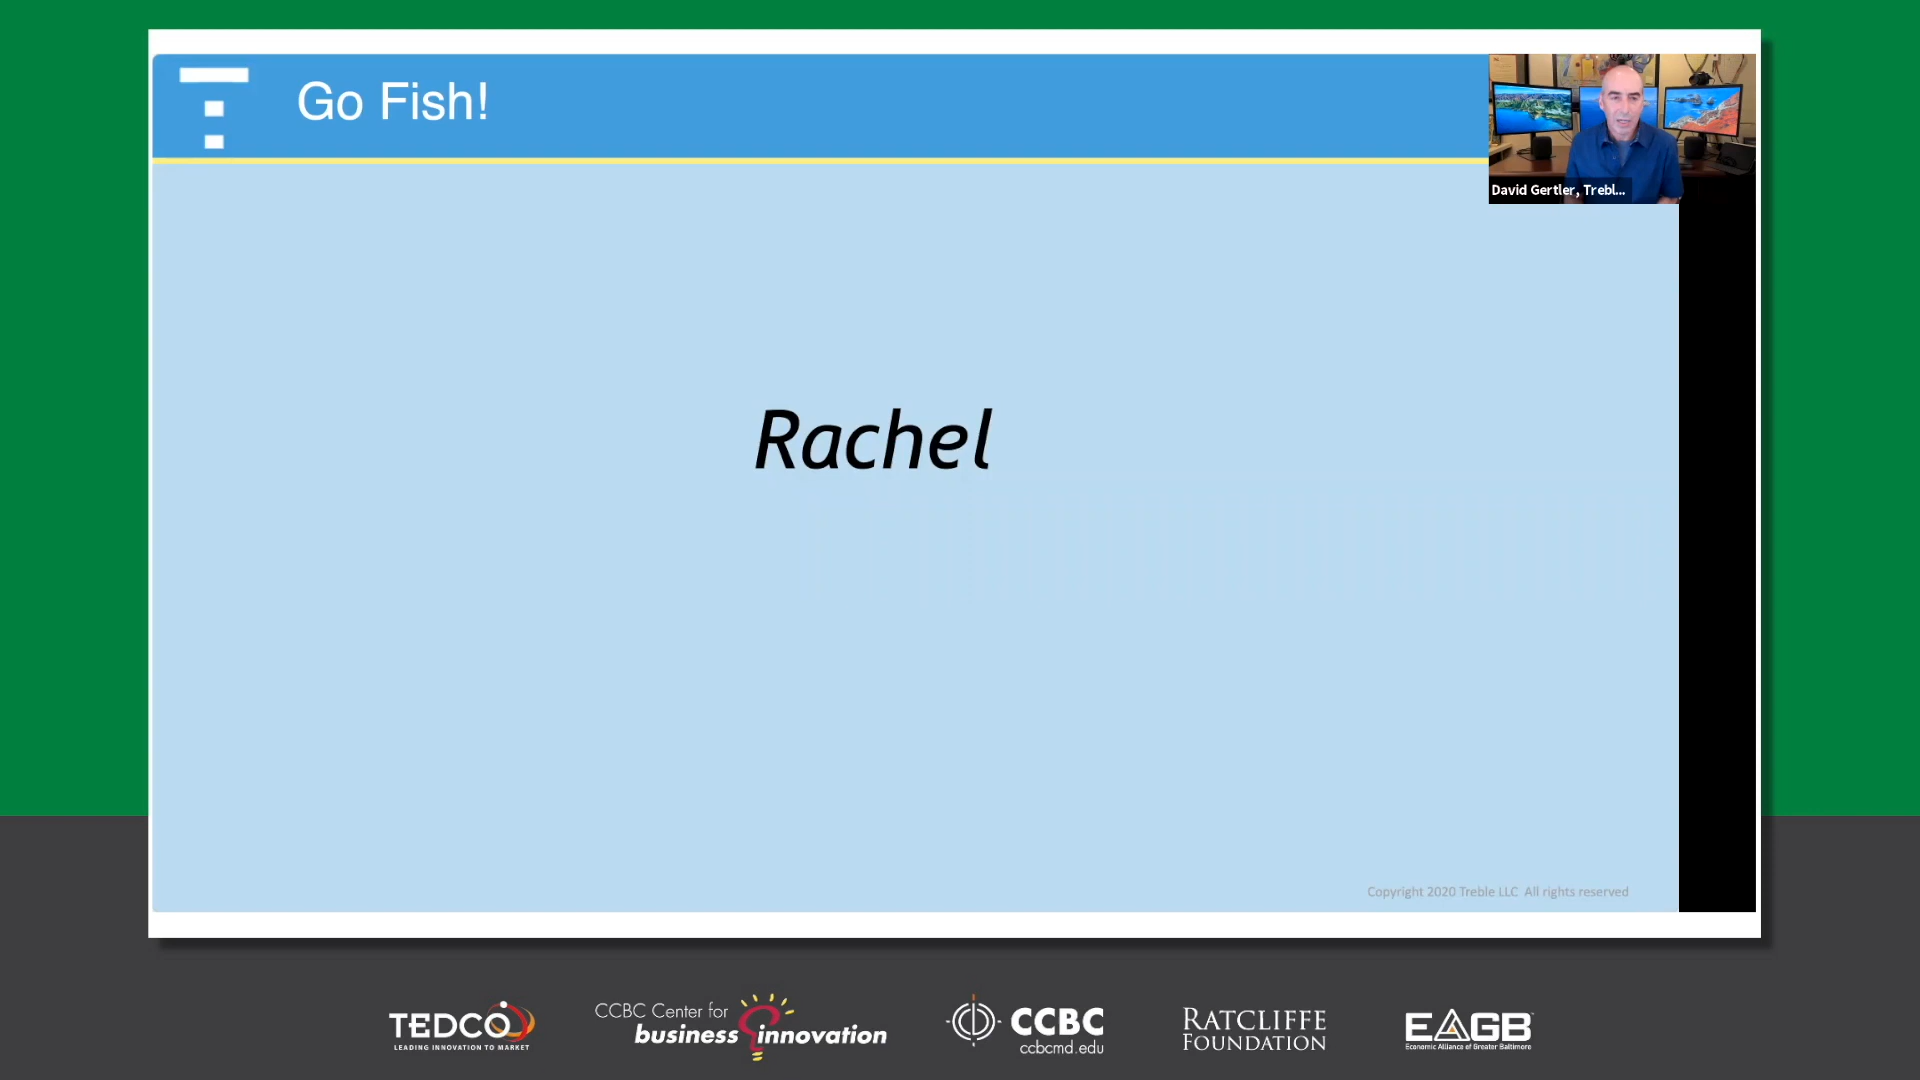 Go Fish!
David Gertler, Trebl...
Rachel
Copyright 2020 Treble LLC All rights reserved
TEDCO
LEADING INNOVATION TO MARKET
CCBC Center for
business innovation
CCBC
ccbcmd.edu
RATCLIFFE
FOUNDATION
EAGB
Economic Alliance of Greater Baltimore